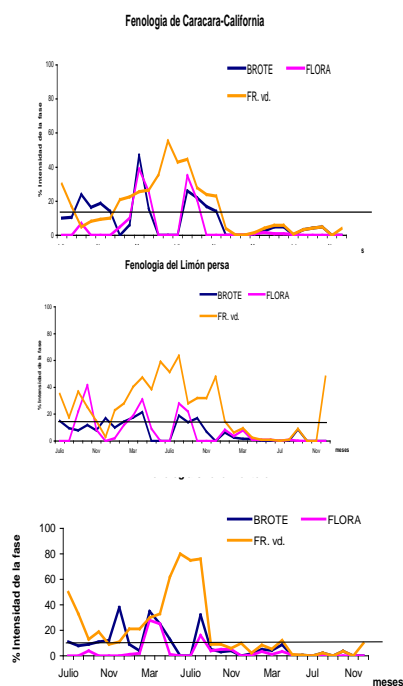 Fenologia de Caracara-California
BROTE FLORA
FR. vd.
% Intensidad de la fase
100
80
60
40
20
0
s
Fenologia del Limón persa
BROTE FLORA
FR. vd.
% Intensidad de la fase
100
80
60
40
20
0
Julio Nov Mar Julio Nov Mar Jul Nov meses
BROTE FLORA
FR. vd.
% Intensidad de la fase
100
80
60
40
20
0
Julio Nov Mar Julio Nov Mar Jul Nov
meses